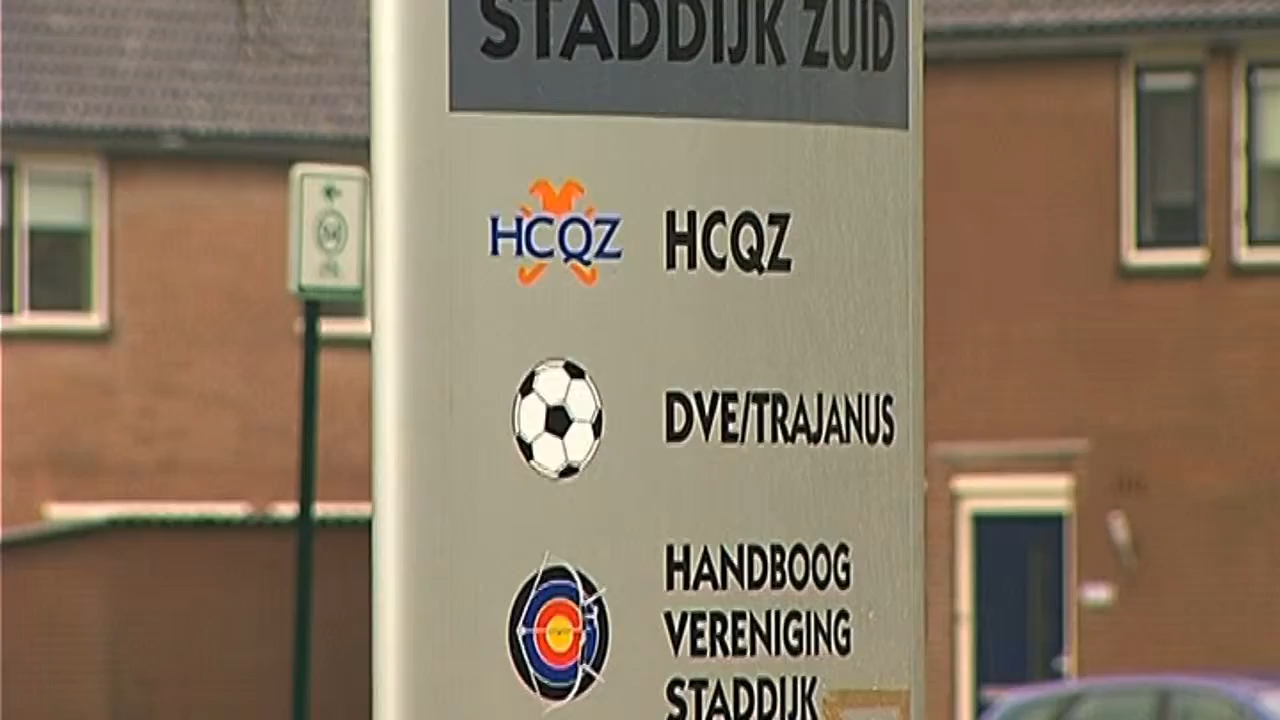 STADDIJK ZUID
HCQZ HCQZ
DVE/TRAJANUS
HANDBOOG
VERENIGING
STADDIJK